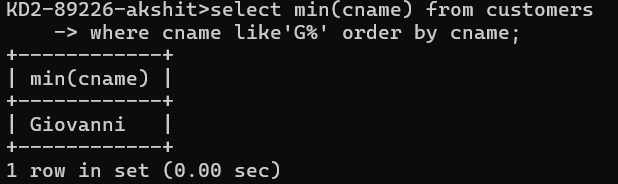 KD2-89226-akshit>select min(cname) from customers
    -> where cname like'G%' order by cname;
+------------+
| min(cname) |
+------------+
| Giovanni   |
+------------+
1 row in set (0.00 sec)